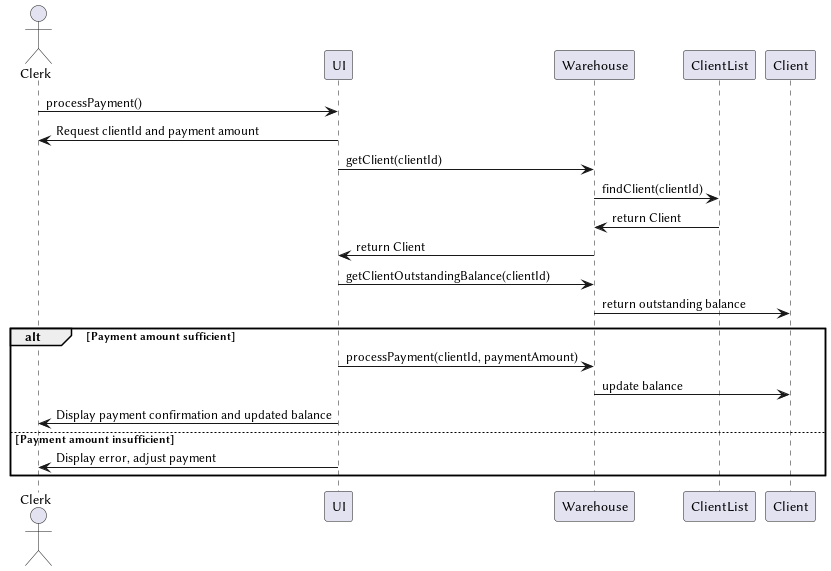 Clerk
UI
Warehouse
ClientList
Client
processPayment()
Request clientId and payment amount
getClient(clientId)
findClient(clientId)
return Client
return Client
getClientOutstandingBalance(clientId)
return outstanding balance
alt
[Payment amount sufficient]
processPayment(clientId, paymentAmount)
update balance
Display payment confirmation and updated balance
[Payment amount insufficient]
Display error, adjust payment
Clerk
UI
Warehouse
ClientList
Client